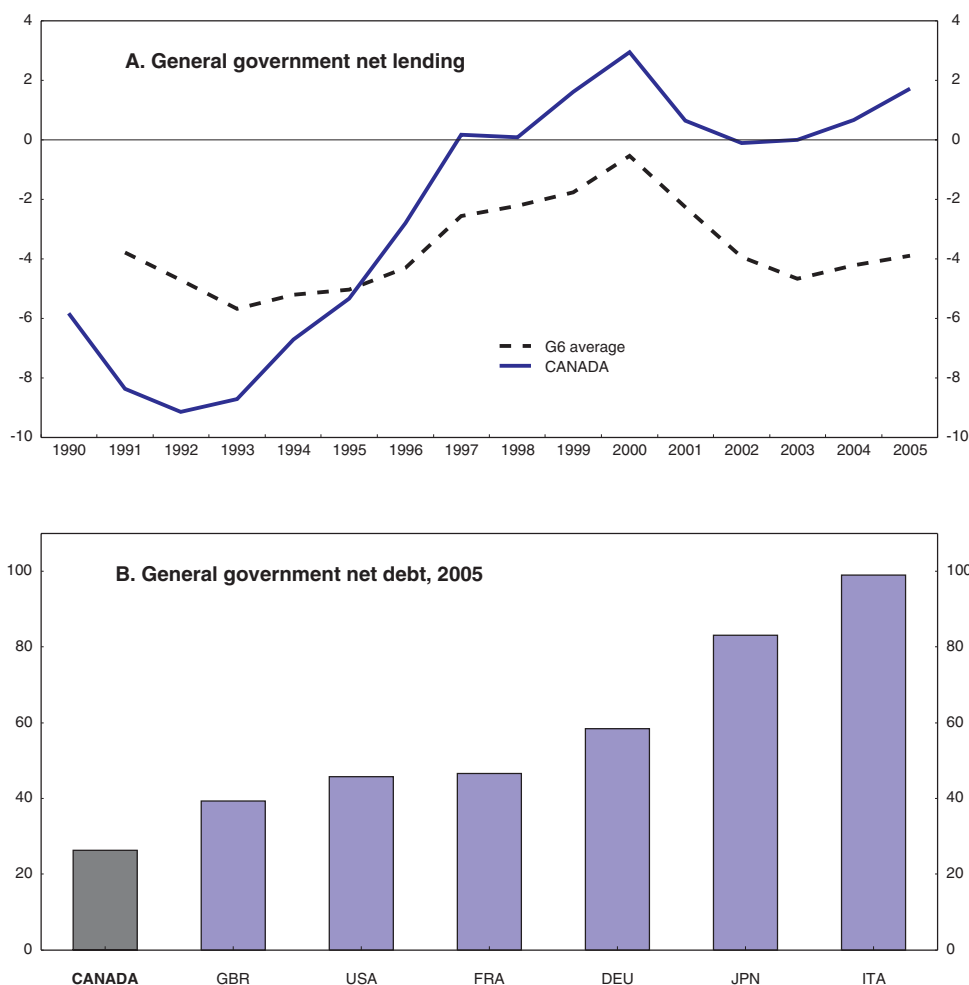 A. General government net lending
4 4
2 2
0 0
-2 -2
-4 -4
-6 -6
-8 -8
-10 -10
G6 average
CANADA
1990 1991 1992 1993 1994 1995 1996 1997 1998 1999 2000 2001 2002 2003 2004 2005
B. General government net debt, 2005
100 100
80 80
60 60
40 40
20 20
0 0
CANADA GBR USA FRA DEU JPN ITA